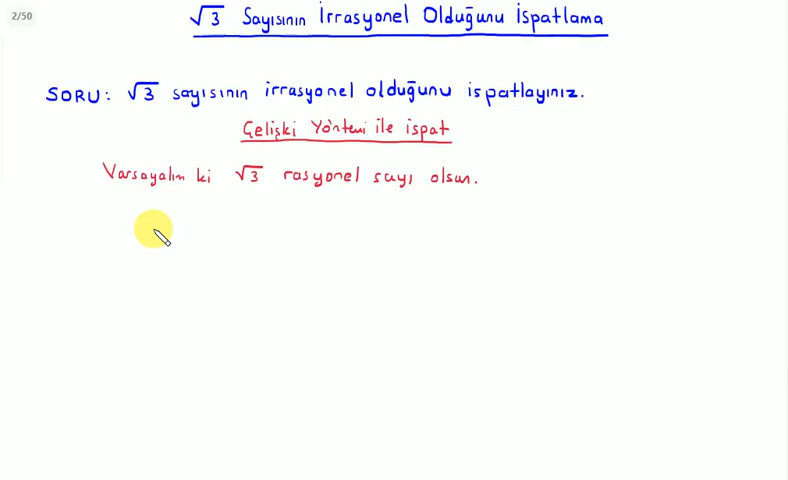 2/50
√3 Sayısının İrrasyonel Olduğunu İspatlama
SORU: √3 sayısının irrasyonel olduğunu ispatlayınız.
Çelişki Yöntemi ile ispat
Varsayalım ki √3 rasyonel sayı olsun.